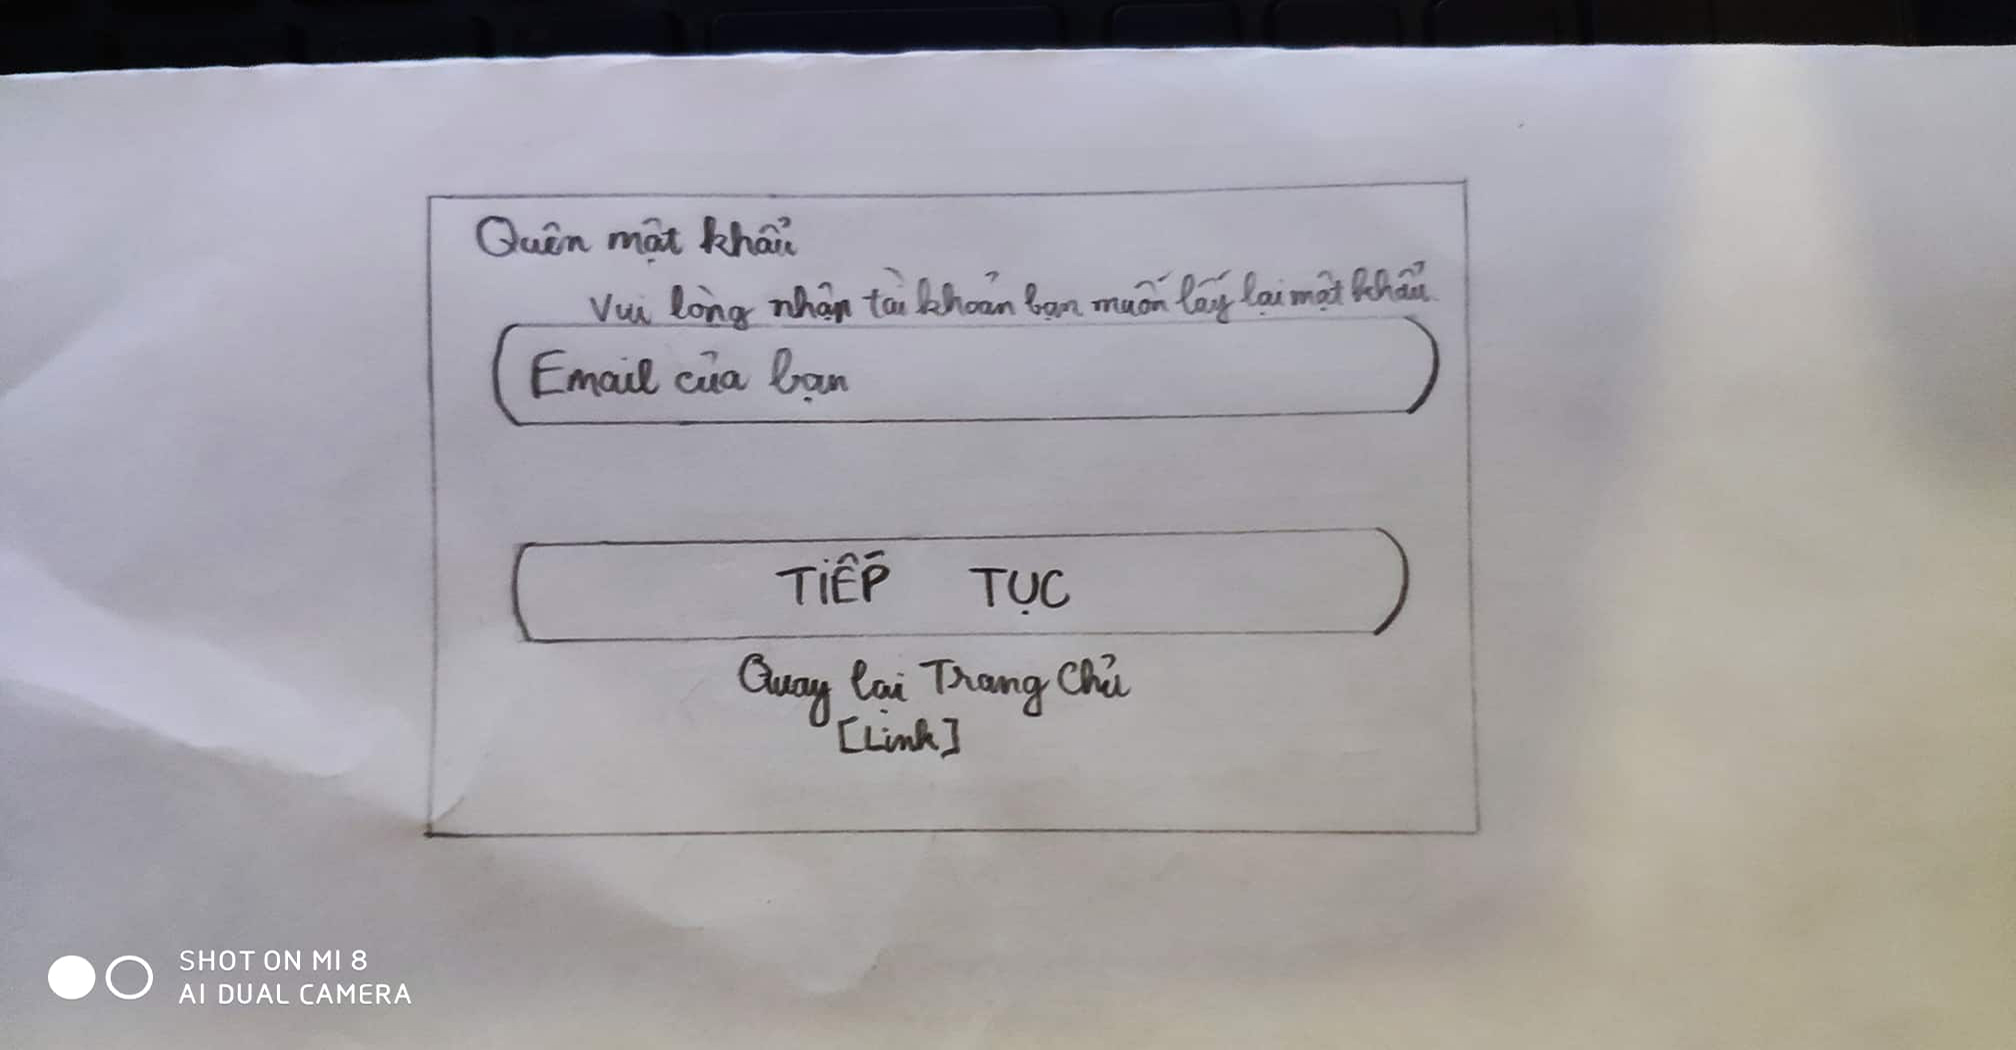 Quên mật khẩu
Vui lòng nhận tài khoản bạn muốn lấy lại mật khẩu
Email của bạn
TIẾP TỤC
Quay lại Trang Chủ
[Link]
SHOT ON MI 8
AI DUAL CAMERA